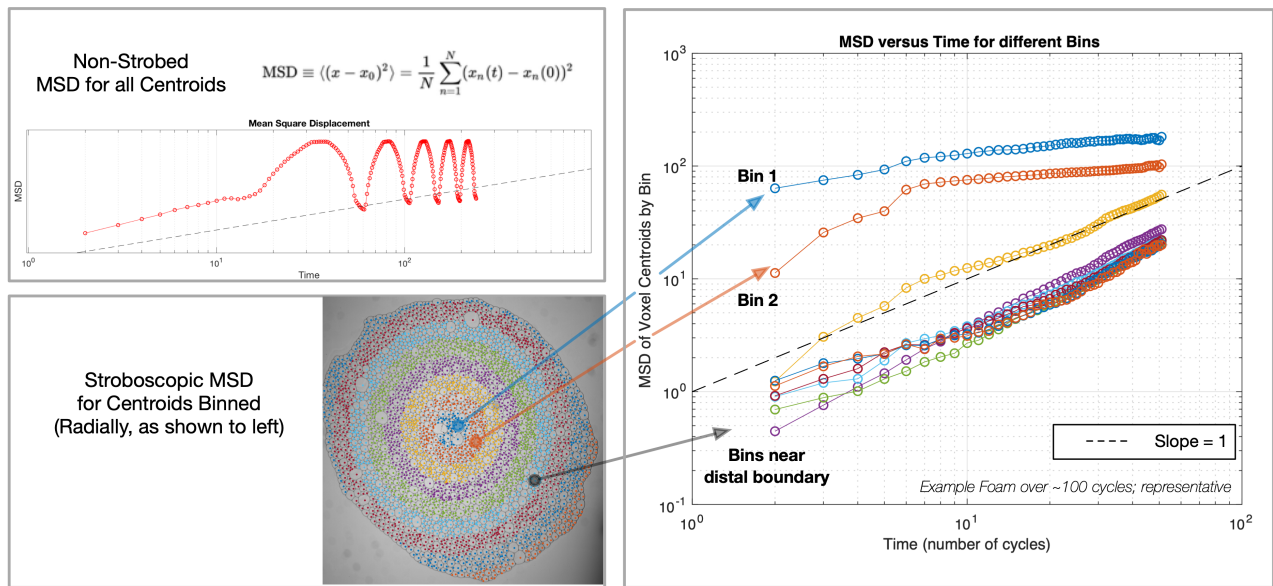 Non-Strobed
MSD for all Centroids
MSD ≡ ⟨(x − x₀)²⟩ = 1/N ∑ₙ₌₁ᴺ (xₙ(t) − xₙ(0))²
Mean Square Displacement
MSD
10⁰ 10¹ 10²
Time
Stroboscopic MSD
for Centroids Binned
(Radially, as shown to left)
MSD versus Time for different Bins
MSD of Voxel Centroids by Bin
10³
10²
10¹
10⁰
10⁻¹
Bin 1
Bin 2
Bins near
distal boundary
Slope = 1
Example Foam over ~100 cycles; representative
10⁰ 10¹ 10²
Time (number of cycles)